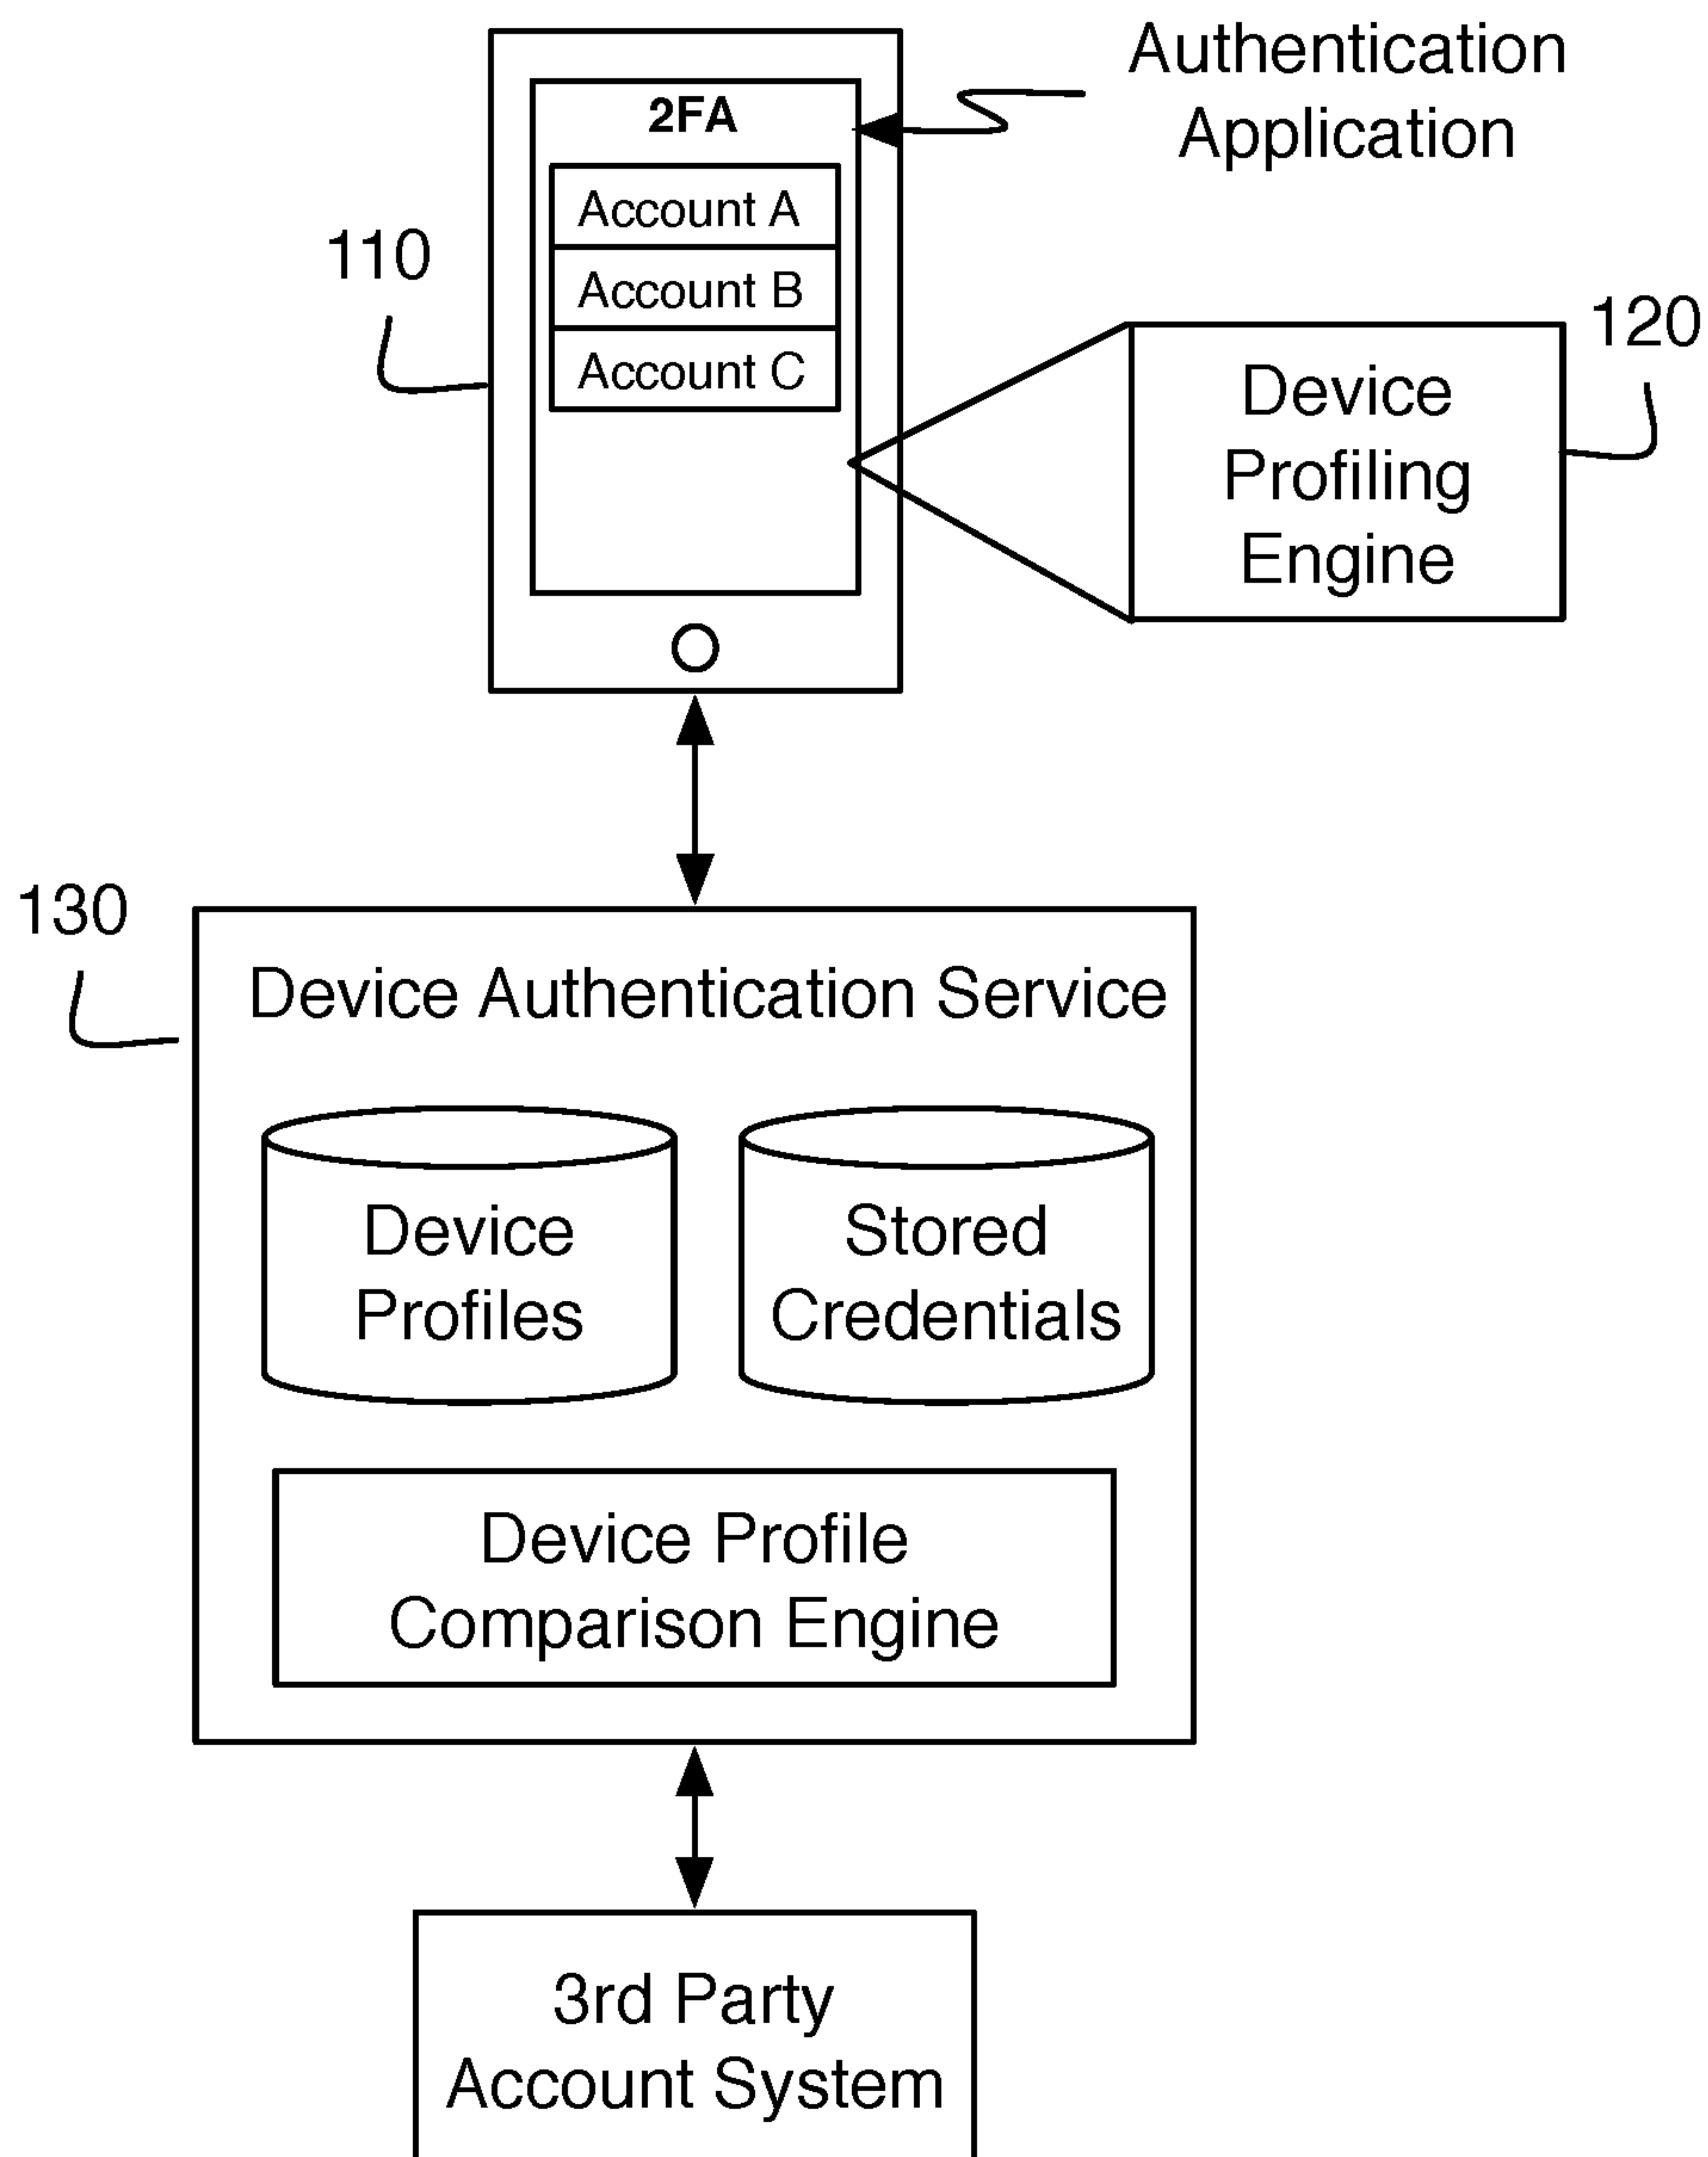 Authentication
Application
2FA
Account A
Account B
Account C
110
120
Device
Profiling
Engine
130
Device Authentication Service
Device
Profiles
Stored
Credentials
Device Profile
Comparison Engine
3rd Party
Account System